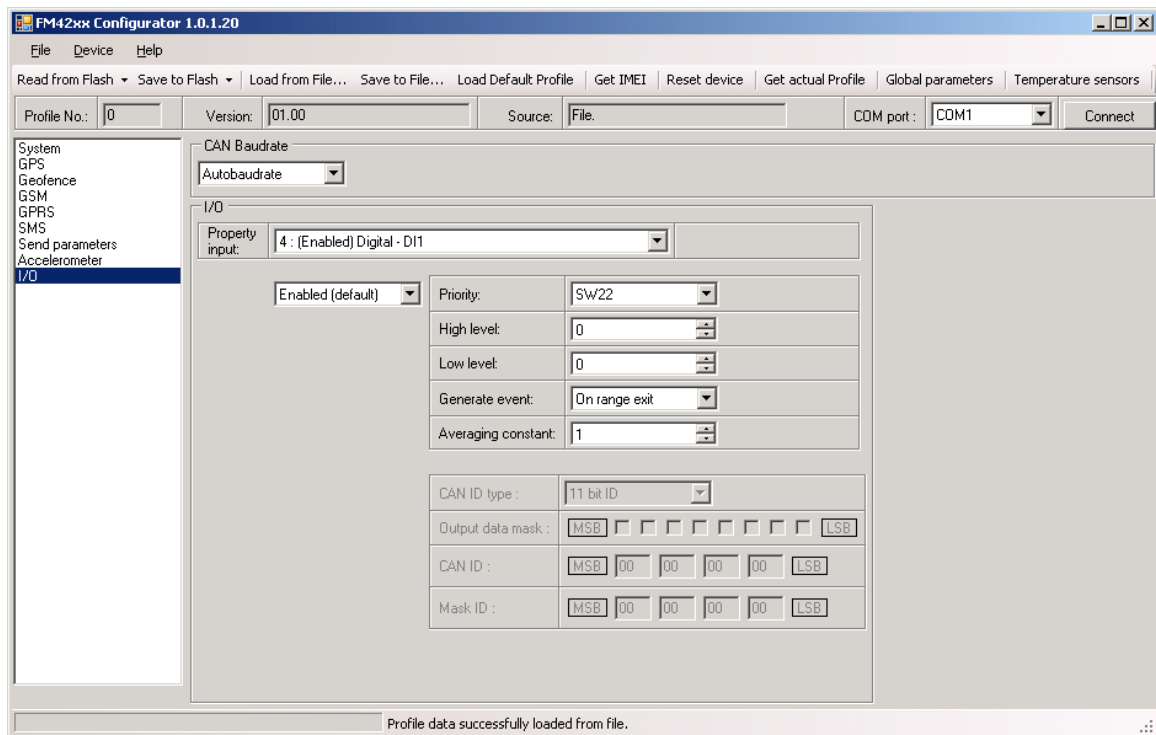 FM42xx Configurator 1.0.1.20
File Device Help
Read from Flash Save to Flash Load from File... Save to File... Load Default Profile Get IMEI Reset device Get actual Profile Global parameters Temperature sensors
Profile No.: 0 Version: 01.00 Source: File. COM port : COM1 Connect
System
GPS
Geofence
GSM
GPRS
SMS
Send parameters
Accelerometer
I/O
CAN Baudrate
Autobaudrate
I/O
Property input: 4 : (Enabled) Digital - DI1
Enabled (default)
Priority: SW22
High level: 0
Low level: 0
Generate event: On range exit
Averaging constant: 1
CAN ID type : 11 bit ID
Output data mask : MSB LSB
CAN ID : MSB 00 00 00 00 LSB
Mask ID : MSB 00 00 00 00 LSB
Profile data successfully loaded from file.